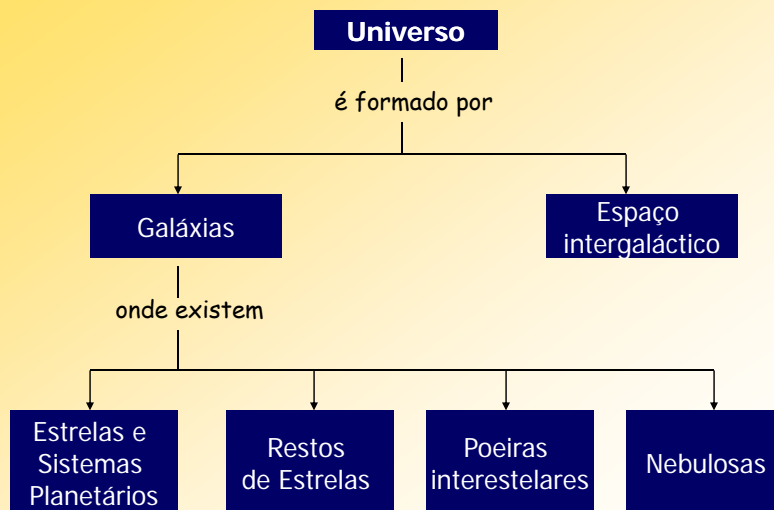 Universo
é formado por
Galáxias
Espaço
intergaláctico
onde existem
Estrelas e
Sistemas
Planetários
Restos
de Estrelas
Poeiras
interestelares
Nebulosas